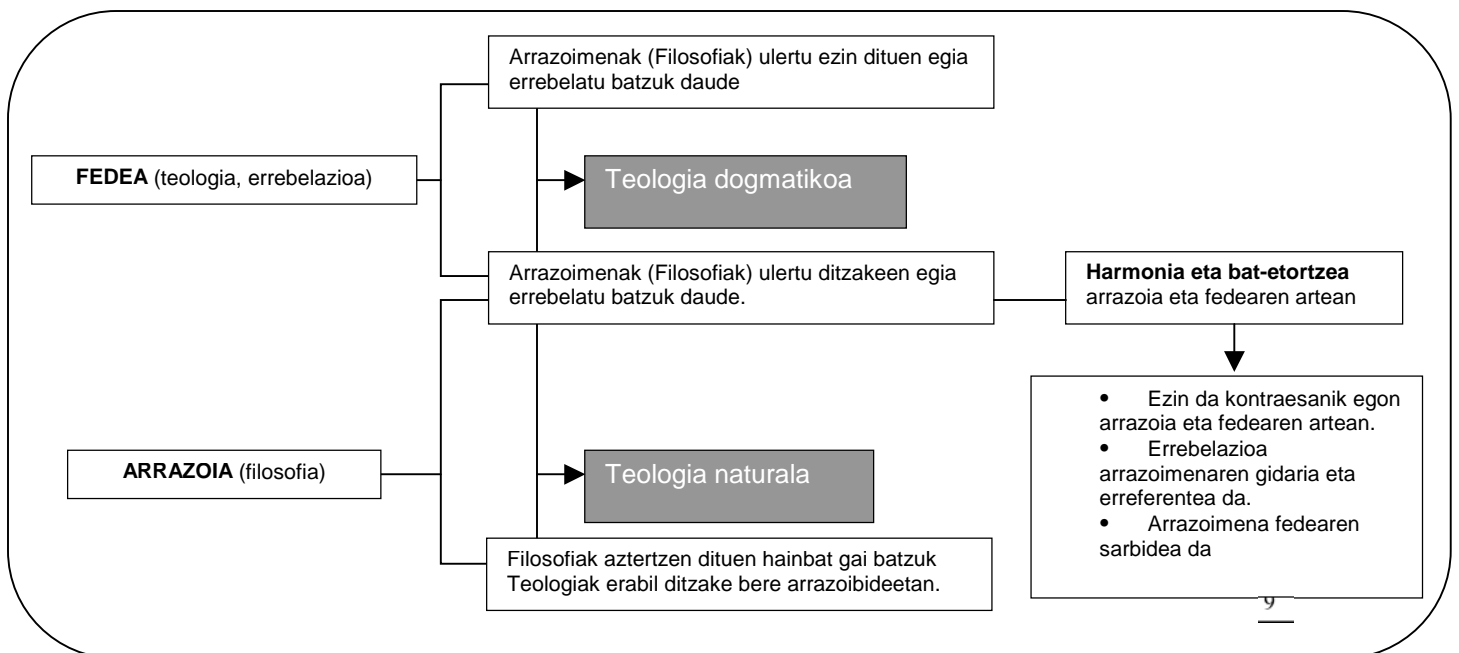 Arrazoimenak (Filosofiak) ulertu ezin dituen egia
errebelatu batzuk daude
FEDEA (teologia, errebelazioa)
Teologia dogmatikoa
Arrazoimenak (Filosofiak) ulertu ditzakeen egia
errebelatu batzuk daude.
Harmonia eta bat-etortzea
arrazoia eta fedearen artean
• Ezin da kontraesanik egon
arrazoia eta fedearen artean.
• Errebelazioa
arrazoimenaren gidaria eta
erreferentea da.
• Arrazoimena fedearen
sarbidea da
ARRAZOIA (filosofia)
Teologia naturala
Filosofiak aztertzen dituen hainbat gai batzuk
Teologiak erabil ditzake bere arrazoibideetan.
9